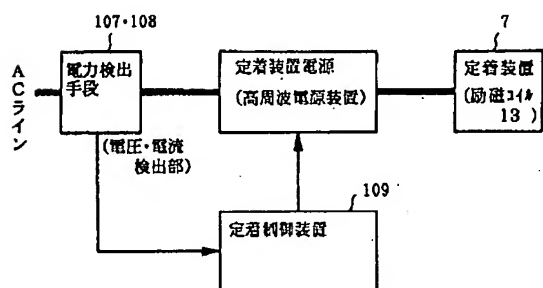 107・108
電力検出
手段
(電圧・電流
検出部)
ACライン
定着装置電源
(高周波電源装置)
7
定着装置
(励磁コイル
13 )
109
定着制御装置